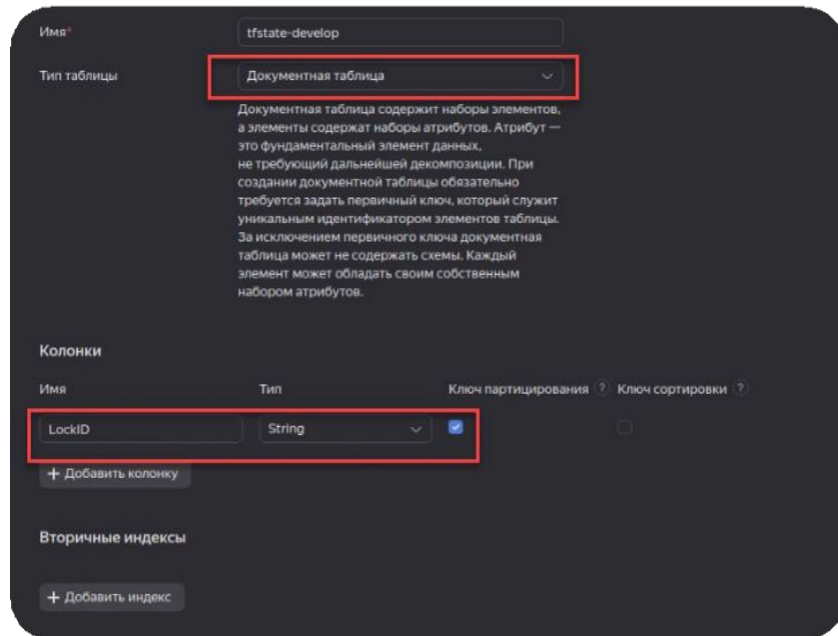 Имя*
tfstate-develop
Тип таблицы
Документная таблица
Документная таблица содержит наборы элементов,
а элементы содержат наборы атрибутов. Атрибут —
это фундаментальный элемент данных,
не требующий дальнейшей декомпозиции. При
создании документной таблицы обязательно
требуется задать первичный ключ, который служит
уникальным идентификатором элементов таблицы.
За исключением первичного ключа документная
таблица может не содержать схемы. Каждый
элемент может обладать своим собственным
набором атрибутов.
Колонки
Имя Тип Ключ партицирования ? Ключ сортировки ?
LockID String
+ Добавить колонку
Вторичные индексы
+ Добавить индекс